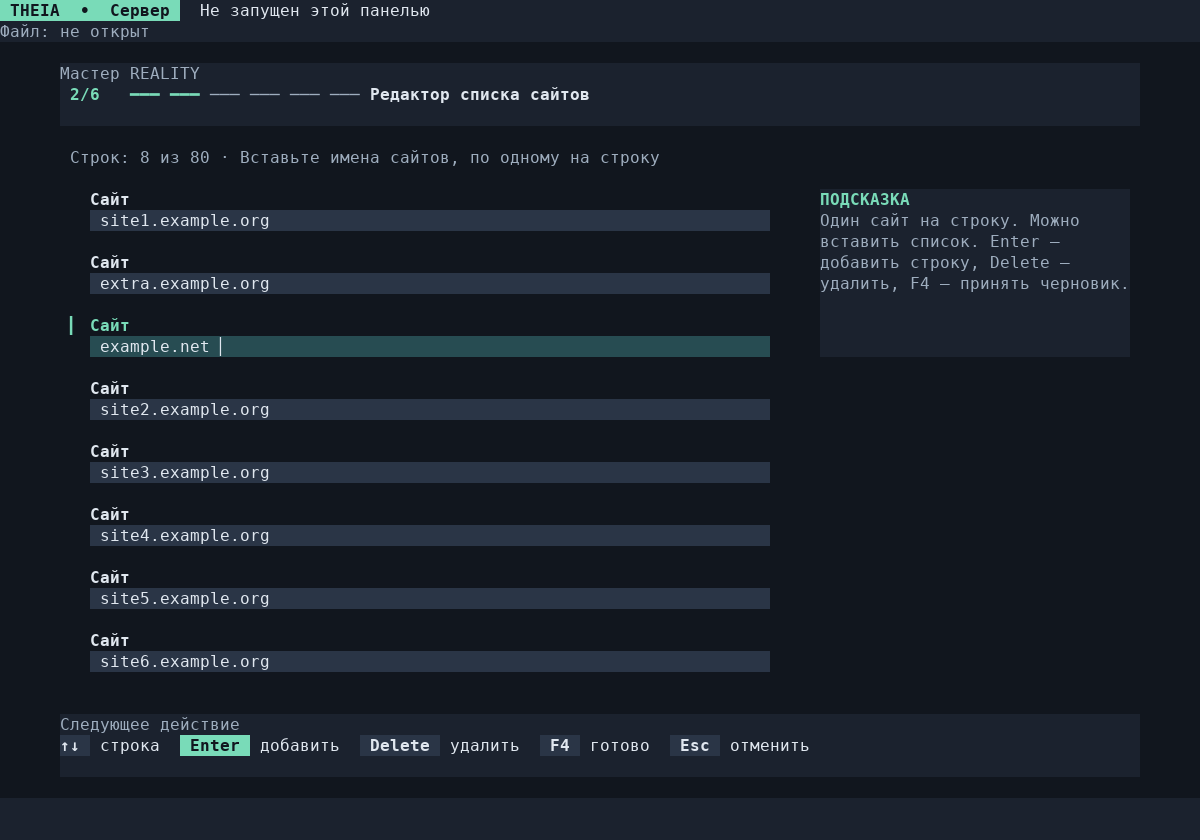 THEIA • Сервер Не запущен этой панелью
Файл: не открыт
Мастер REALITY
2/6 Редактор списка сайтов
Строк: 8 из 80 · Вставьте имена сайтов, по одному на строку
Сайт
site1.example.org
Сайт
extra.example.org
Сайт
example.net
Сайт
site2.example.org
Сайт
site3.example.org
Сайт
site4.example.org
Сайт
site5.example.org
Сайт
site6.example.org
ПОДСКАЗКА
Один сайт на строку. Можно
вставить список. Enter —
добавить строку, Delete —
удалить, F4 — принять черновик.
Следующее действие
↑↓ строка Enter добавить Delete удалить F4 готово Esc отменить